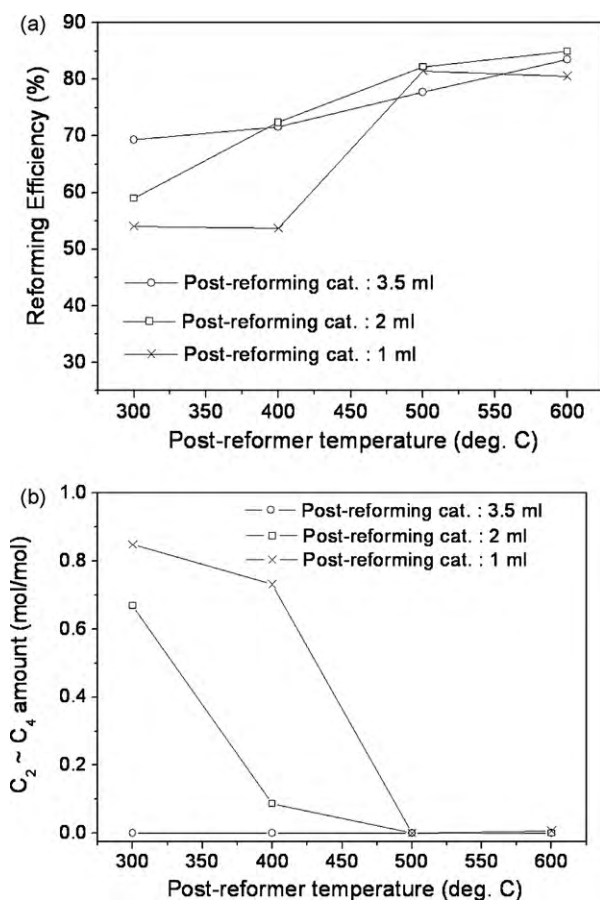 (a)
90
80
70
60
50
40
30
Reforming Efficiency (%)
Post-reforming cat. : 3.5 ml
Post-reforming cat. : 2 ml
Post-reforming cat. : 1 ml
300 350 400 450 500 550 600
Post-reformer temperature (deg. C)
(b)
1.0
0.8
0.6
0.4
0.2
0.0
C₂ ~ C₄ amount (mol/mol)
Post-reforming cat. : 3.5 ml
Post-reforming cat. : 2 ml
Post-reforming cat. : 1 ml
300 350 400 450 500 550 600
Post-reformer temperature (deg. C)